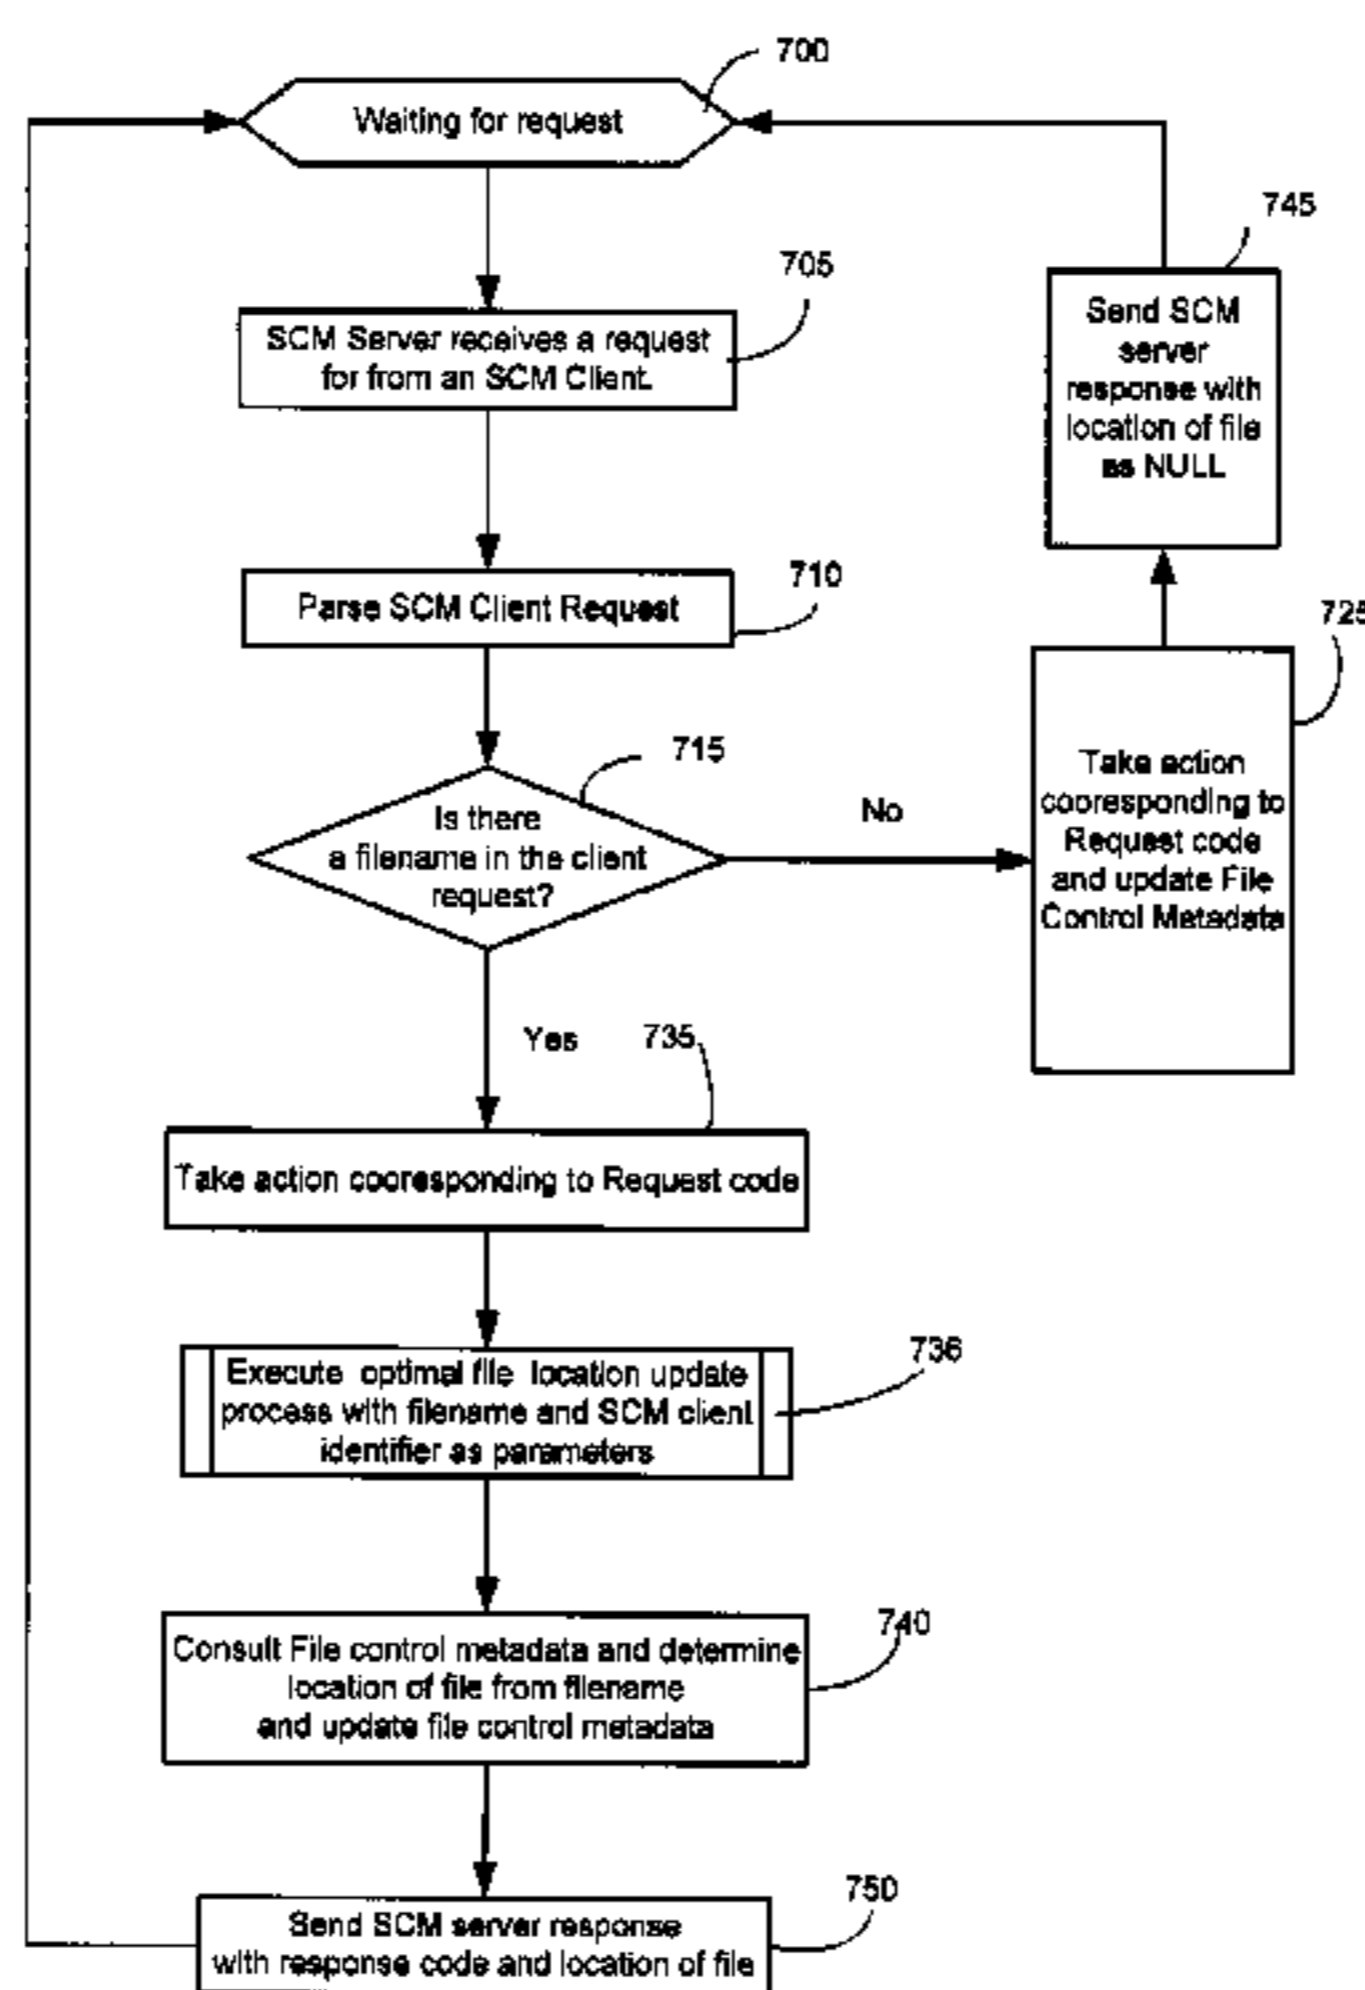 700
Waiting for request
745
705
Send SCM
server
response with
location of file
as NULL
SCM Server receives a request
for from an SCM Client.
710
Parse SCM Client Request
725
715
Is there
a filename in the client
request?
No
Take action
cooresponding to
Request code
and update File
Control Metadata
Yes
735
Take action cooresponding to Request code
736
Execute optimal file location update
process with filename and SCM client
identifier as parameters
740
Consult File control metadata and determine
location of file from filename
and update file control metadata
750
Send SCM server response
with response code and location of file